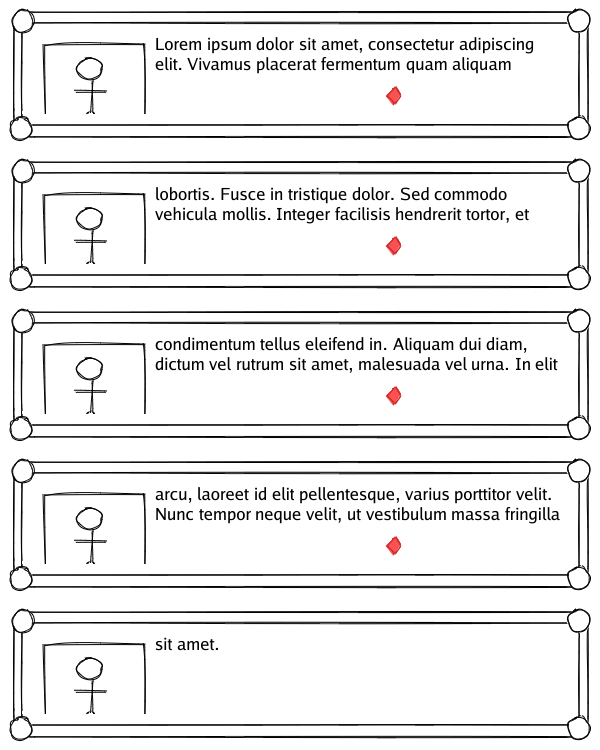 Lorem ipsum dolor sit amet, consectetur adipiscing
elit. Vivamus placerat fermentum quam aliquam
lobortis. Fusce in tristique dolor. Sed commodo
vehicula mollis. Integer facilisis hendrerit tortor, et
condimentum tellus eleifend in. Aliquam dui diam,
dictum vel rutrum sit amet, malesuada vel urna. In elit
arcu, laoreet id elit pellentesque, varius porttitor velit.
Nunc tempor neque velit, ut vestibulum massa fringilla
sit amet.